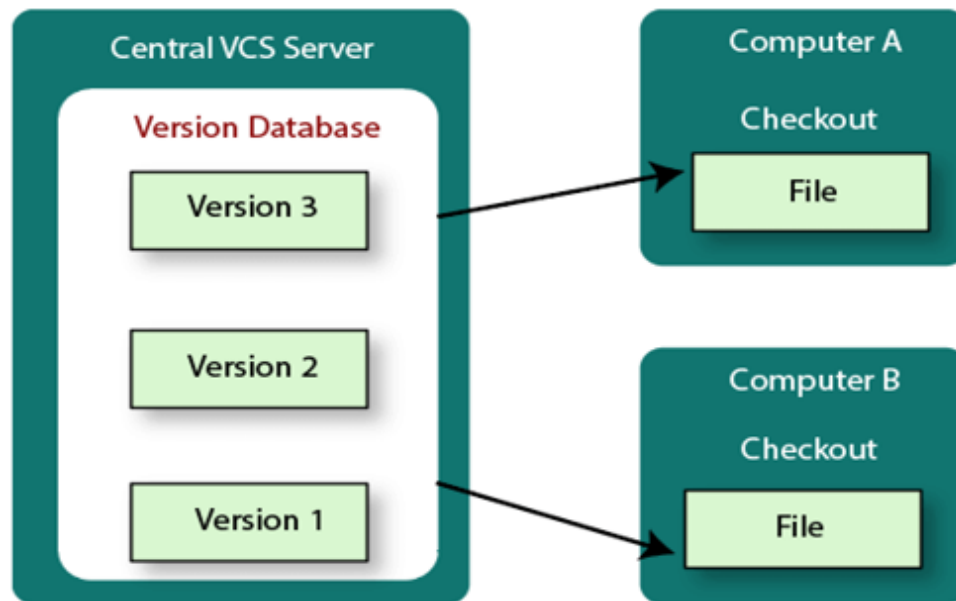 Central VCS Server
Version Database
Version 3
Version 2
Version 1
Computer A
Checkout
File
Computer B
Checkout
File